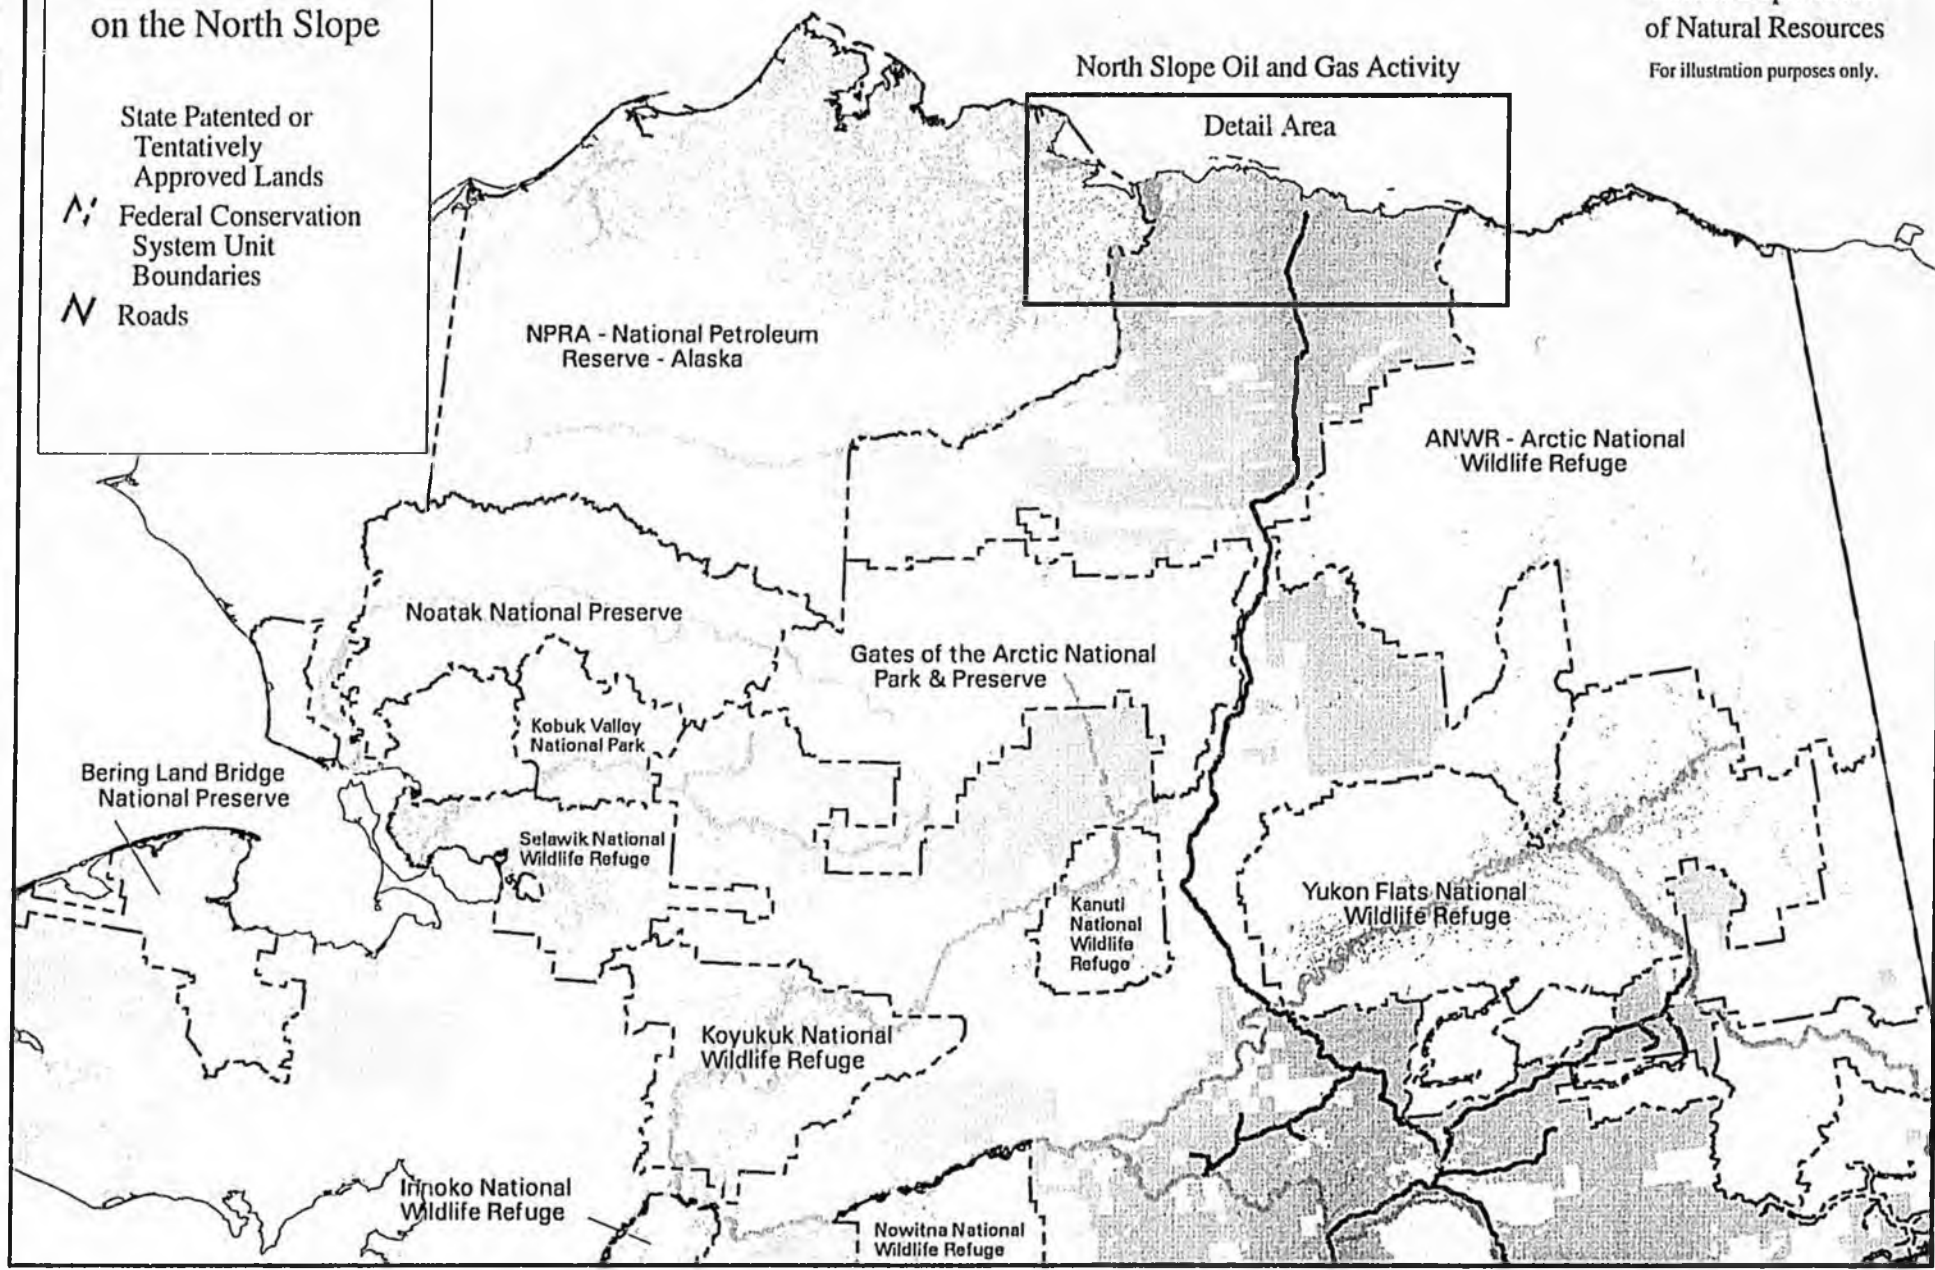 on the North Slope
State Patented or
Tentatively
Approved Lands
Federal Conservation
System Unit
Boundaries
Roads
of Natural Resources
For illustration purposes only.
North Slope Oil and Gas Activity
Detail Area
NPRA - National Petroleum
Reserve - Alaska
ANWR - Arctic National
Wildlife Refuge
Noatak National Preserve
Gates of the Arctic National
Park & Preserve
Kobuk Valley
National Park
Bering Land Bridge
National Preserve
Selawik National
Wildlife Refuge
Kanuti
National
Wildlife
Refuge
Yukon Flats National
Wildlife Refuge
Koyukuk National
Wildlife Refuge
Innoko National
Wildlife Refuge
Nowitna National
Wildlife Refuge